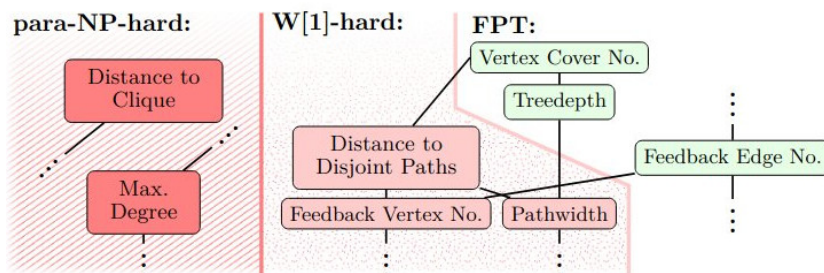 para-NP-hard:
W[1]-hard:
FPT:
Vertex Cover No.
Distance to
Clique
Treedepth
Distance to
Disjoint Paths
Feedback Edge No.
Max.
Degree
Feedback Vertex No.
Pathwidth